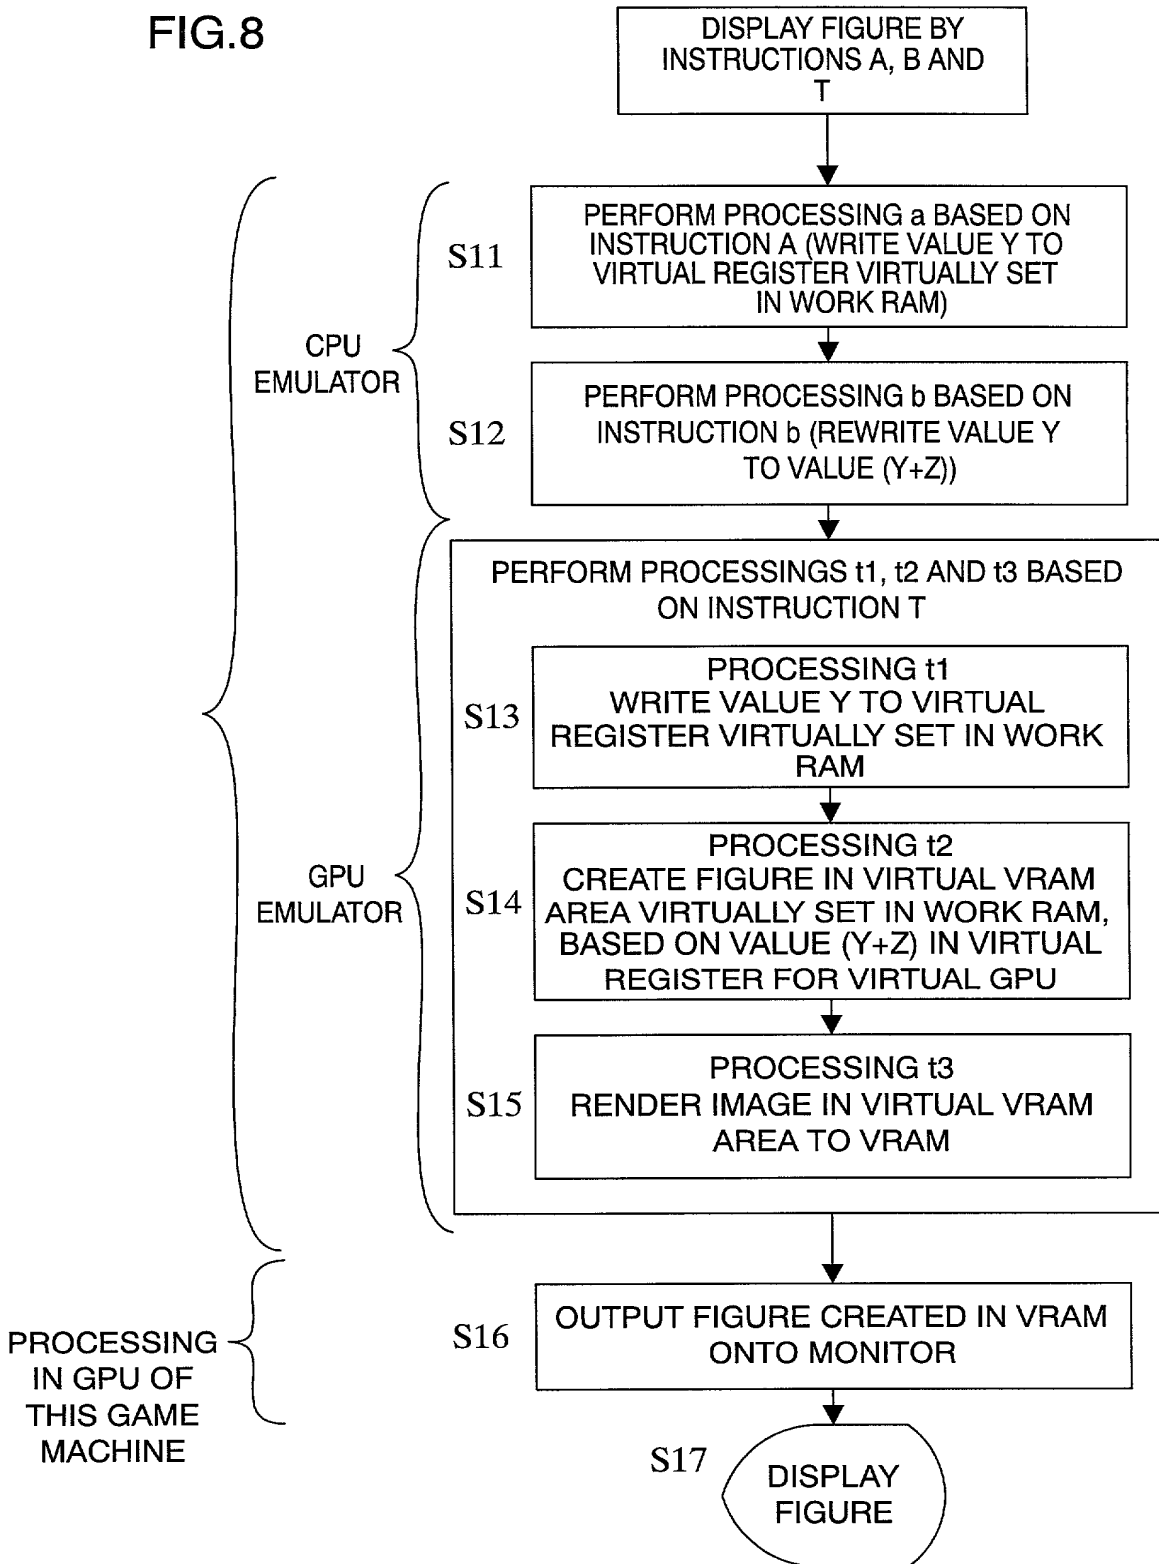 FIG.8
DISPLAY FIGURE BY
INSTRUCTIONS A, B AND
T
S11
PERFORM PROCESSING a BASED ON
INSTRUCTION A (WRITE VALUE Y TO
VIRTUAL REGISTER VIRTUALLY SET
IN WORK RAM)
CPU
EMULATOR
S12
PERFORM PROCESSING b BASED ON
INSTRUCTION b (REWRITE VALUE Y
TO VALUE (Y+Z))
PERFORM PROCESSINGS t1, t2 AND t3 BASED
ON INSTRUCTION T
S13
PROCESSING t1
WRITE VALUE Y TO VIRTUAL
REGISTER VIRTUALLY SET IN WORK
RAM
GPU
EMULATOR
S14
PROCESSING t2
CREATE FIGURE IN VIRTUAL VRAM
AREA VIRTUALLY SET IN WORK RAM,
BASED ON VALUE (Y+Z) IN VIRTUAL
REGISTER FOR VIRTUAL GPU
S15
PROCESSING t3
RENDER IMAGE IN VIRTUAL VRAM
AREA TO VRAM
PROCESSING
IN GPU OF
THIS GAME
MACHINE
S16
OUTPUT FIGURE CREATED IN VRAM
ONTO MONITOR
S17
DISPLAY
FIGURE